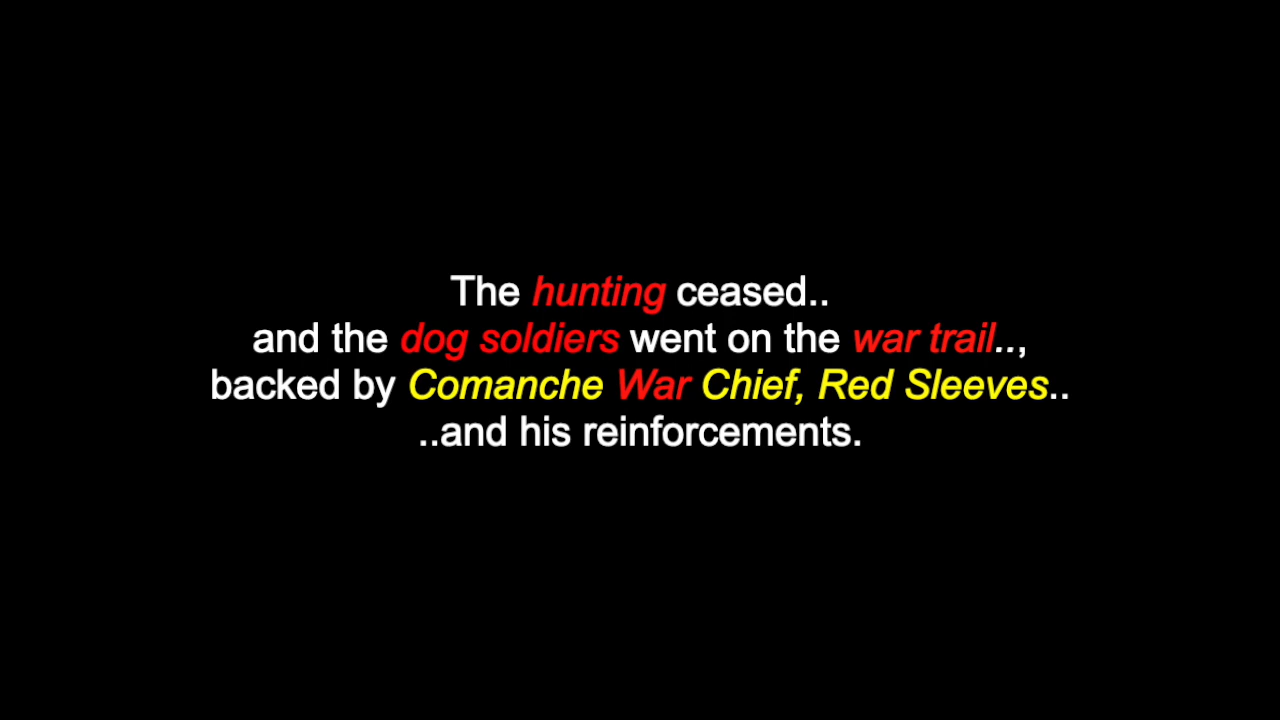 The hunting ceased..
and the dog soldiers went on the war trail..,
backed by Comanche War Chief, Red Sleeves..
..and his reinforcements.